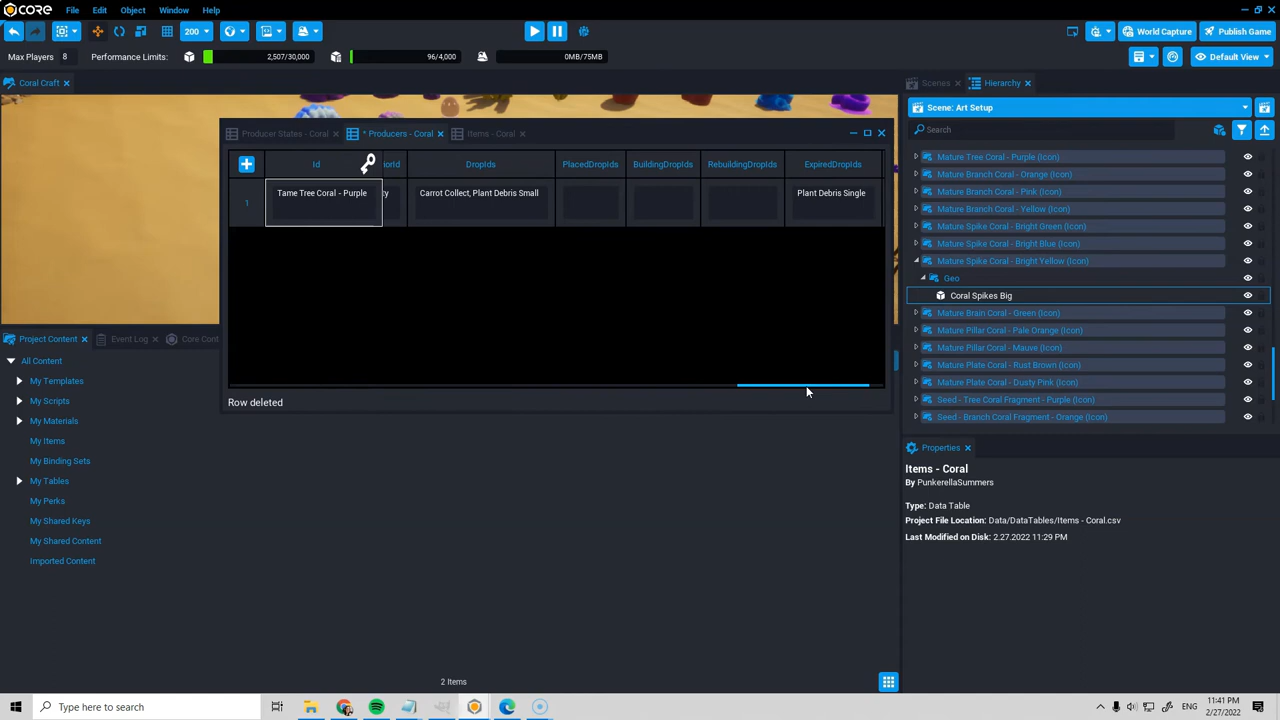 CORE File Edit Object Window Help
200
World Capture Publish Game
Max Players 8 Performance Limits: 2,507/30,000 96/4,000 0MB/75MB
Default View
Coral Craft
Scenes Hierarchy
Scene: Art Setup
Search
Producer States - Coral * Producers - Coral Items - Coral
Id DropIds PlacedDropIds BuildingDropIds RebuildingDropIds ExpiredDropIds
1 Tame Tree Coral - Purple Carrot Collect, Plant Debris Small Plant Debris Single
Row deleted
Mature Tree Coral - Purple (Icon)
Mature Branch Coral - Orange (Icon)
Mature Branch Coral - Pink (Icon)
Mature Branch Coral - Yellow (Icon)
Mature Spike Coral - Bright Green (Icon)
Mature Spike Coral - Bright Blue (Icon)
Mature Spike Coral - Bright Yellow (Icon)
Geo
Coral Spikes Big
Mature Brain Coral - Green (Icon)
Mature Pillar Coral - Pale Orange (Icon)
Mature Pillar Coral - Mauve (Icon)
Mature Plate Coral - Rust Brown (Icon)
Mature Plate Coral - Dusty Pink (Icon)
Seed - Tree Coral Fragment - Purple (Icon)
Seed - Branch Coral Fragment - Orange (Icon)
Project Content Event Log Core Cont
All Content
My Templates
My Scripts
My Materials
My Items
My Binding Sets
My Tables
My Perks
My Shared Keys
My Shared Content
Imported Content
2 Items
Properties
Items - Coral
By PunkerellaSummers
Type: Data Table
Project File Location: Data/DataTables/Items - Coral.csv
Last Modified on Disk: 2.27.2022 11:29 PM
Type here to search
ENG
11:41 PM
2/27/2022